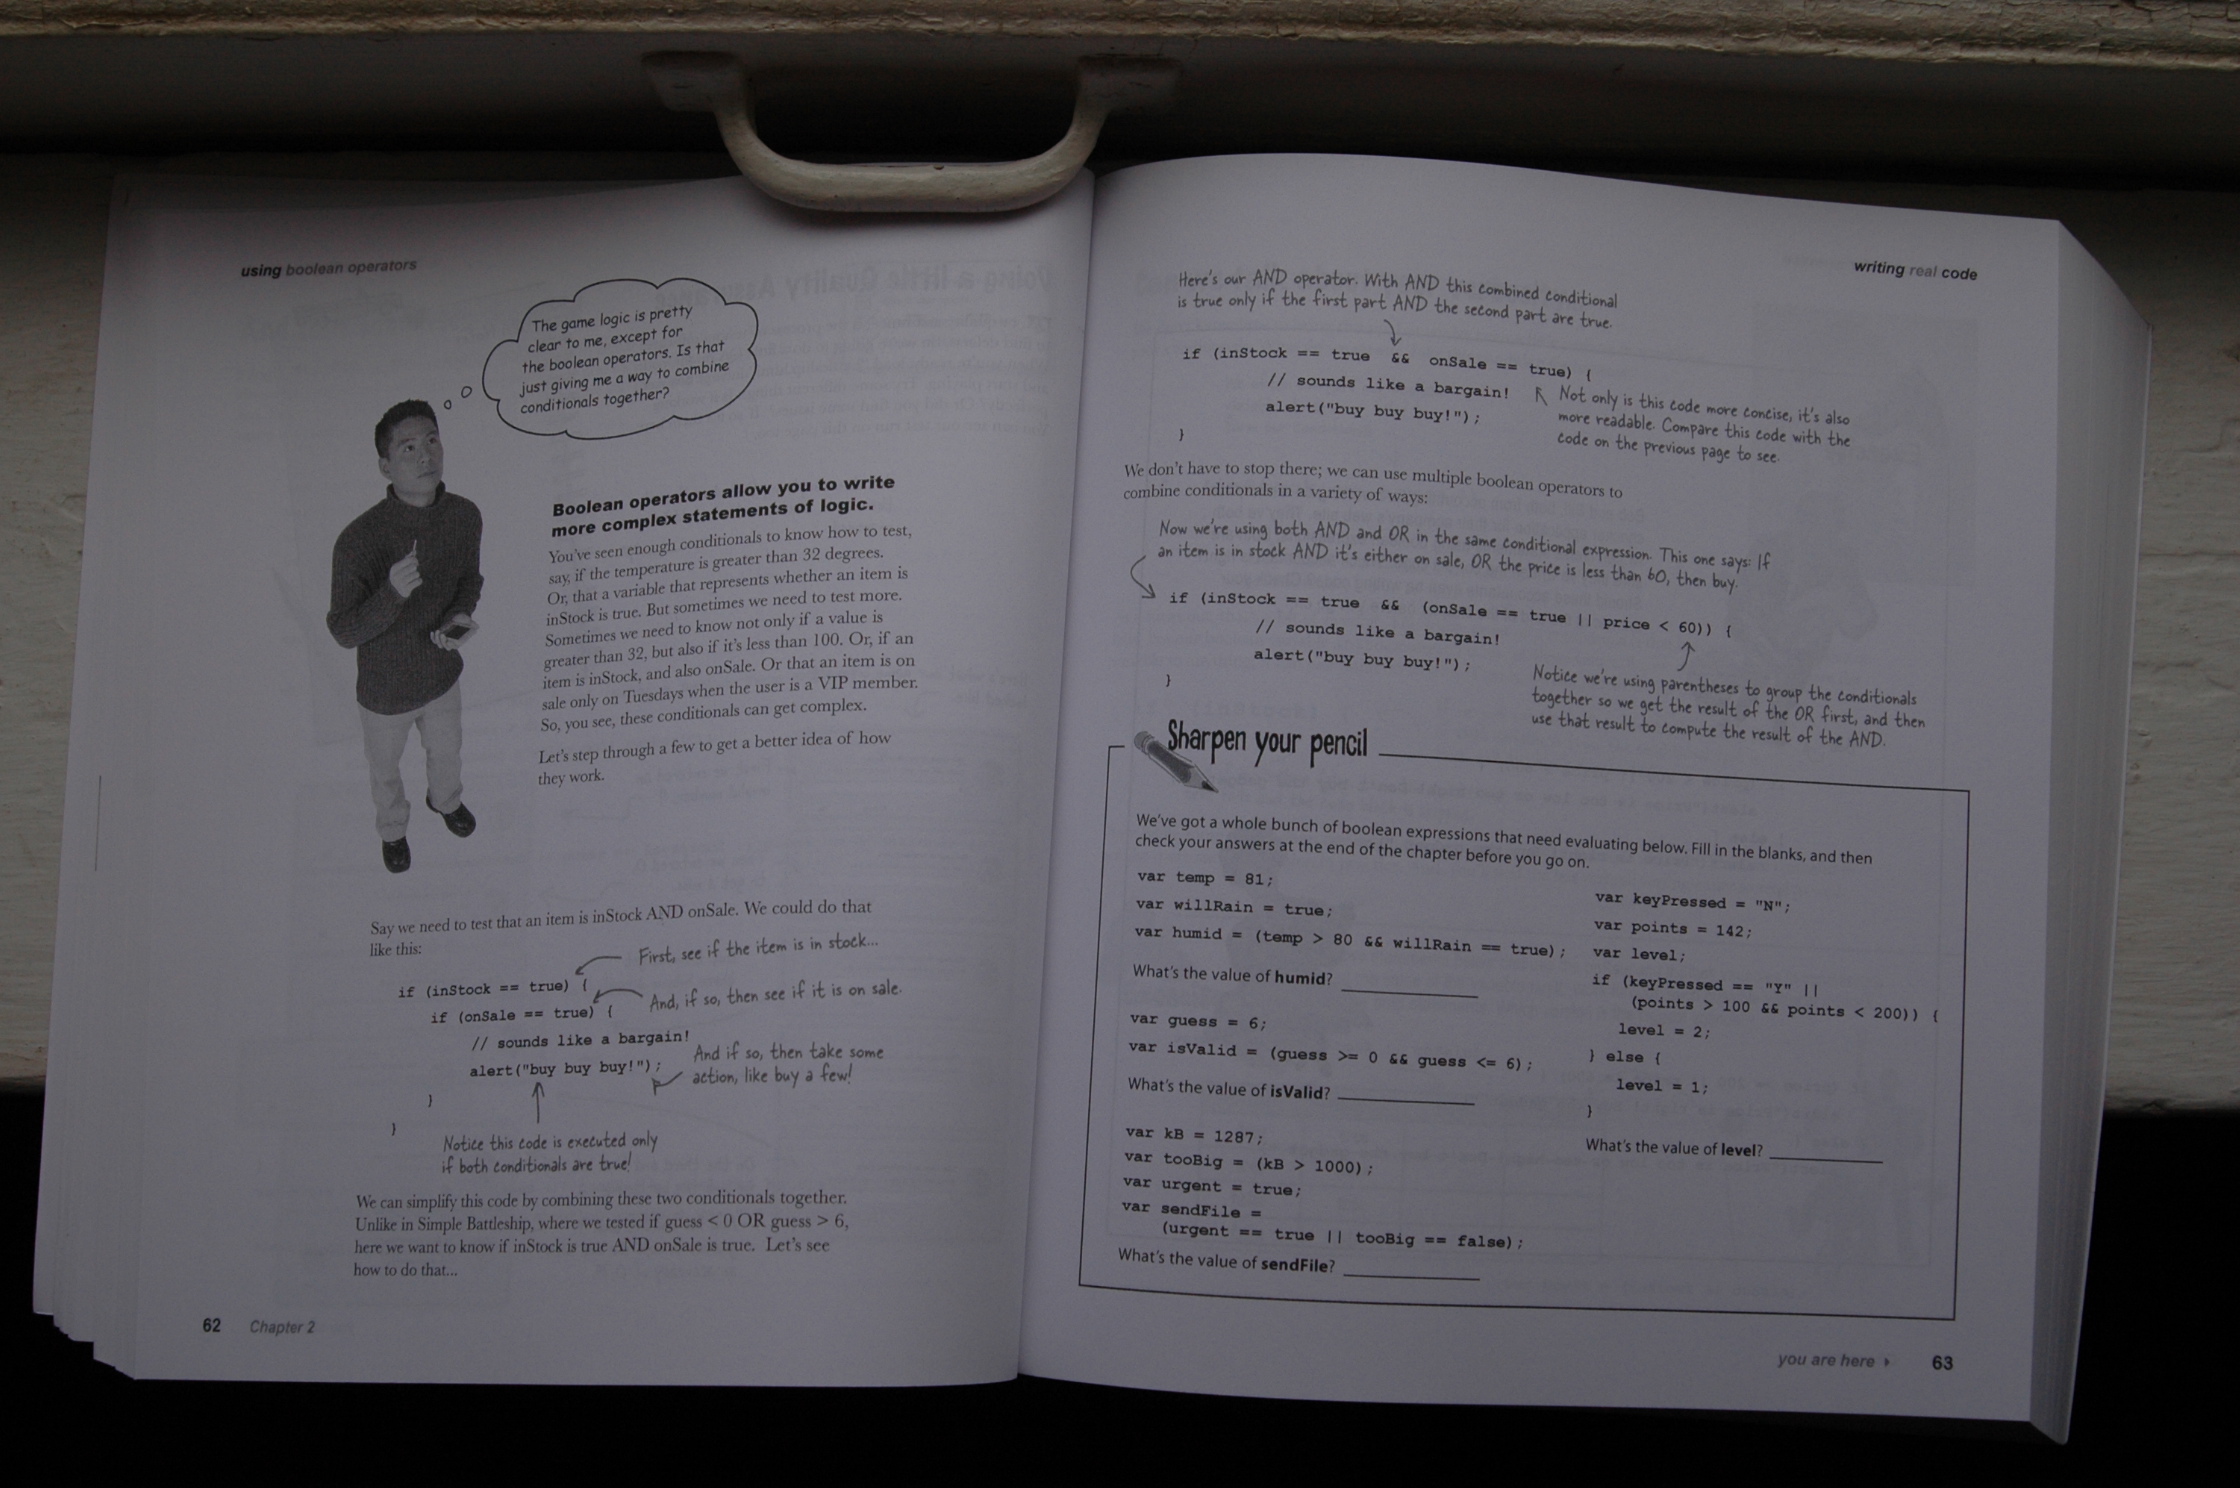 using boolean operators
The game logic is pretty
clear to me, except for
the boolean operators. Is that
just giving me a way to combine
conditionals together?
Boolean operators allow you to write
more complex statements of logic.
You've seen enough conditionals to know how to test,
say, if the temperature is greater than 32 degrees.
Or, that a variable that represents whether an item is
inStock is true. But sometimes we need to test more.
Sometimes we need to know not only if a value is
greater than 32, but also if it's less than 100. Or, if an
item is inStock, and also onSale. Or that an item is on
sale only on Tuesdays when the user is a VIP member.
So, you see, these conditionals can get complex.
Let's step through a few to get a better idea of how
they work.
Say we need to test that an item is inStock AND onSale. We could do that
like this:
First, see if the item is in stock...
if (inStock == true) {
And, if so, then see if it is on sale.
if (onSale == true) {
// sounds like a bargain!
alert("buy buy buy!");
And if so, then take some
action, like buy a few!
}
}
Notice this code is executed only
if both conditionals are true!
We can simplify this code by combining these two conditionals together.
Unlike in Simple Battleship, where we tested if guess < 0 OR guess > 6,
here we want to know if inStock is true AND onSale is true. Let's see
how to do that...
62 Chapter 2
writing real code
Here's our AND operator. With AND this combined conditional
is true only if the first part AND the second part are true.
if (inStock == true && onSale == true) {
// sounds like a bargain!
alert("buy buy buy!");
}
Not only is this code more concise, it's also
more readable. Compare this code with the
code on the previous page to see.
We don't have to stop there; we can use multiple boolean operators to
combine conditionals in a variety of ways:
Now we're using both AND and OR in the same conditional expression. This one says: If
an item is in stock AND it's either on sale, OR the price is less than 60, then buy.
if (inStock == true && (onSale == true || price < 60)) {
// sounds like a bargain!
alert("buy buy buy!");
}
Notice we're using parentheses to group the conditionals
together so we get the result of the OR first, and then
use that result to compute the result of the AND.
Sharpen your pencil
We've got a whole bunch of boolean expressions that need evaluating below. Fill in the blanks, and then
check your answers at the end of the chapter before you go on.
var temp = 81;
var willRain = true;
var humid = (temp > 80 && willRain == true);
What's the value of humid?
var guess = 6;
var isValid = (guess >= 0 && guess <= 6);
What's the value of isValid?
var kB = 1287;
var tooBig = (kB > 1000);
var urgent = true;
var sendFile =
(urgent == true || tooBig == false);
What's the value of sendFile?
var keyPressed = "N";
var points = 142;
var level;
if (keyPressed == "Y" ||
(points > 100 && points < 200)) {
level = 2;
} else {
level = 1;
}
What's the value of level?
you are here 63